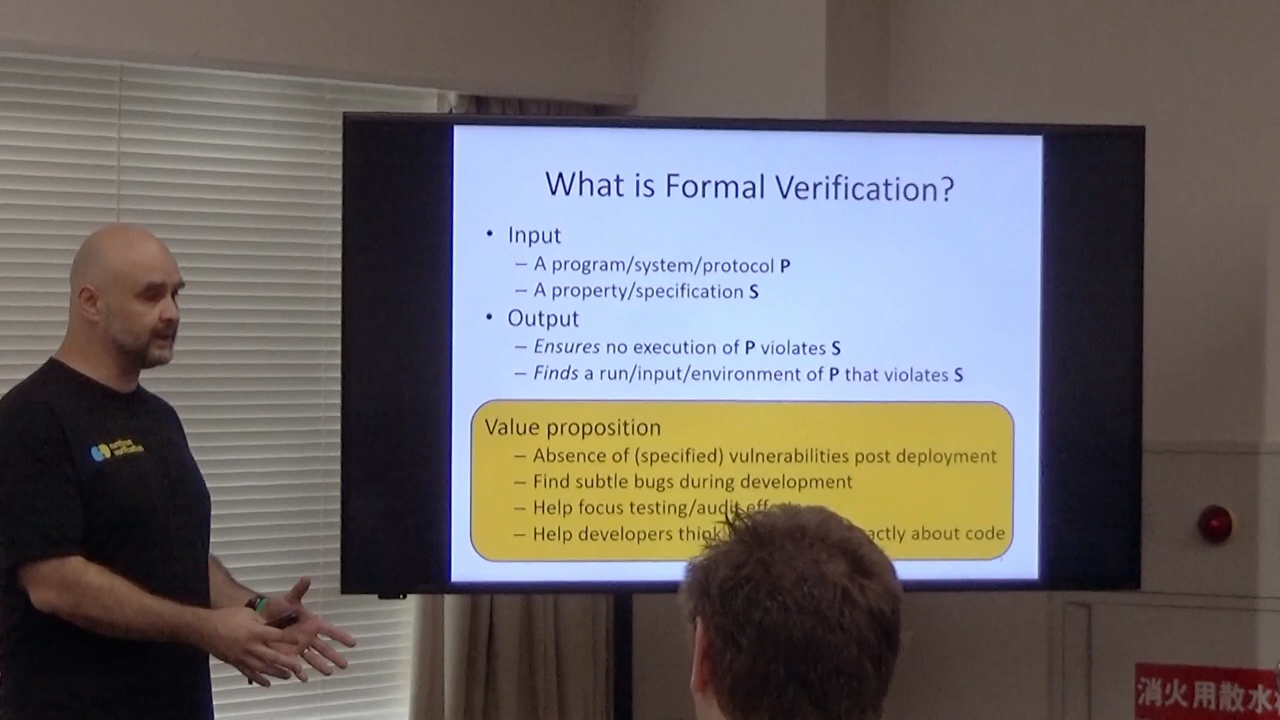 What is Formal Verification?
• Input
– A program/system/protocol P
– A property/specification S
• Output
– Ensures no execution of P violates S
– Finds a run/input/environment of P that violates S
Value proposition
– Absence of (specified) vulnerabilities post deployment
– Find subtle bugs during development
– Help focus testing/audit
– Help developers think about code
runtime
verification
消火用散水